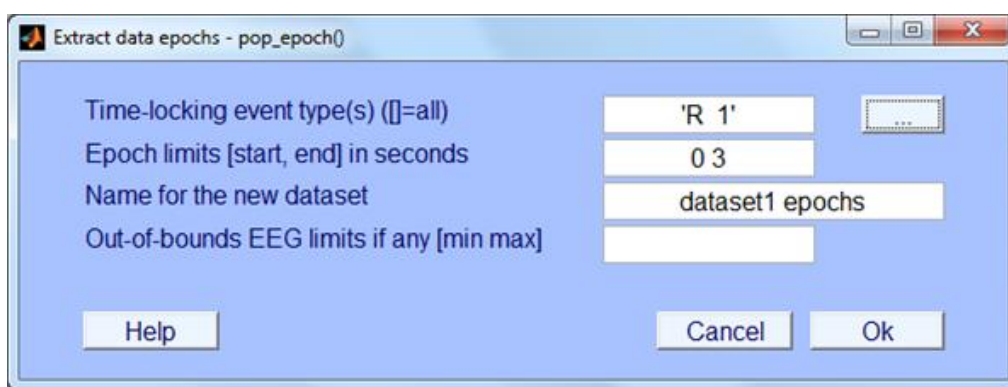 Extract data epochs - pop_epoch()
Time-locking event type(s) ([]=all) 'R  1' ...
Epoch limits [start, end] in seconds 0 3
Name for the new dataset dataset1 epochs
Out-of-bounds EEG limits if any [min max]
Help Cancel Ok